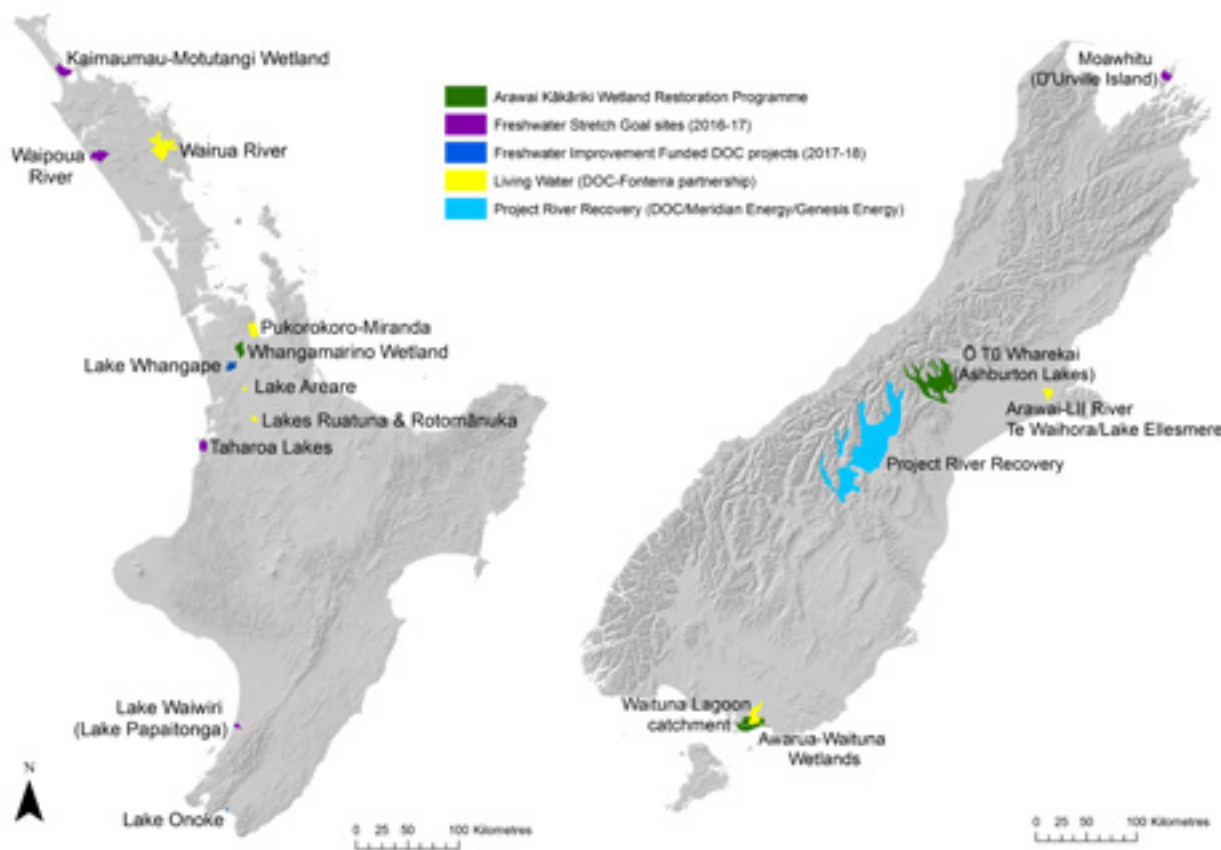 Kaimaumau-Motutangi Wetland
Waipoua
River
Wairua River
Pukorokoro-Miranda
Whangamarino Wetland
Lake Whangape
Lake Areare
Lakes Ruatuna & Rotomānuka
Taharoa Lakes
Lake Waiwiri
(Lake Papaitonga)
Lake Onoke
N
0 25 50 100 Kilometres
Arawai Kākāriki Wetland Restoration Programme
Freshwater Stretch Goal sites (2016-17)
Freshwater Improvement Funded DOC projects (2017-18)
Living Water (DOC-Fonterra partnership)
Project River Recovery (DOC/Meridian Energy/Genesis Energy)
Moawhitu
(D'Urville Island)
Ō Tū Wharekai
(Ashburton Lakes)
Arawai-LII River
Te Waihora/Lake Ellesmere
Project River Recovery
Waituna Lagoon
catchment
Awarua-Waituna
Wetlands
0 25 50 100 Kilometres